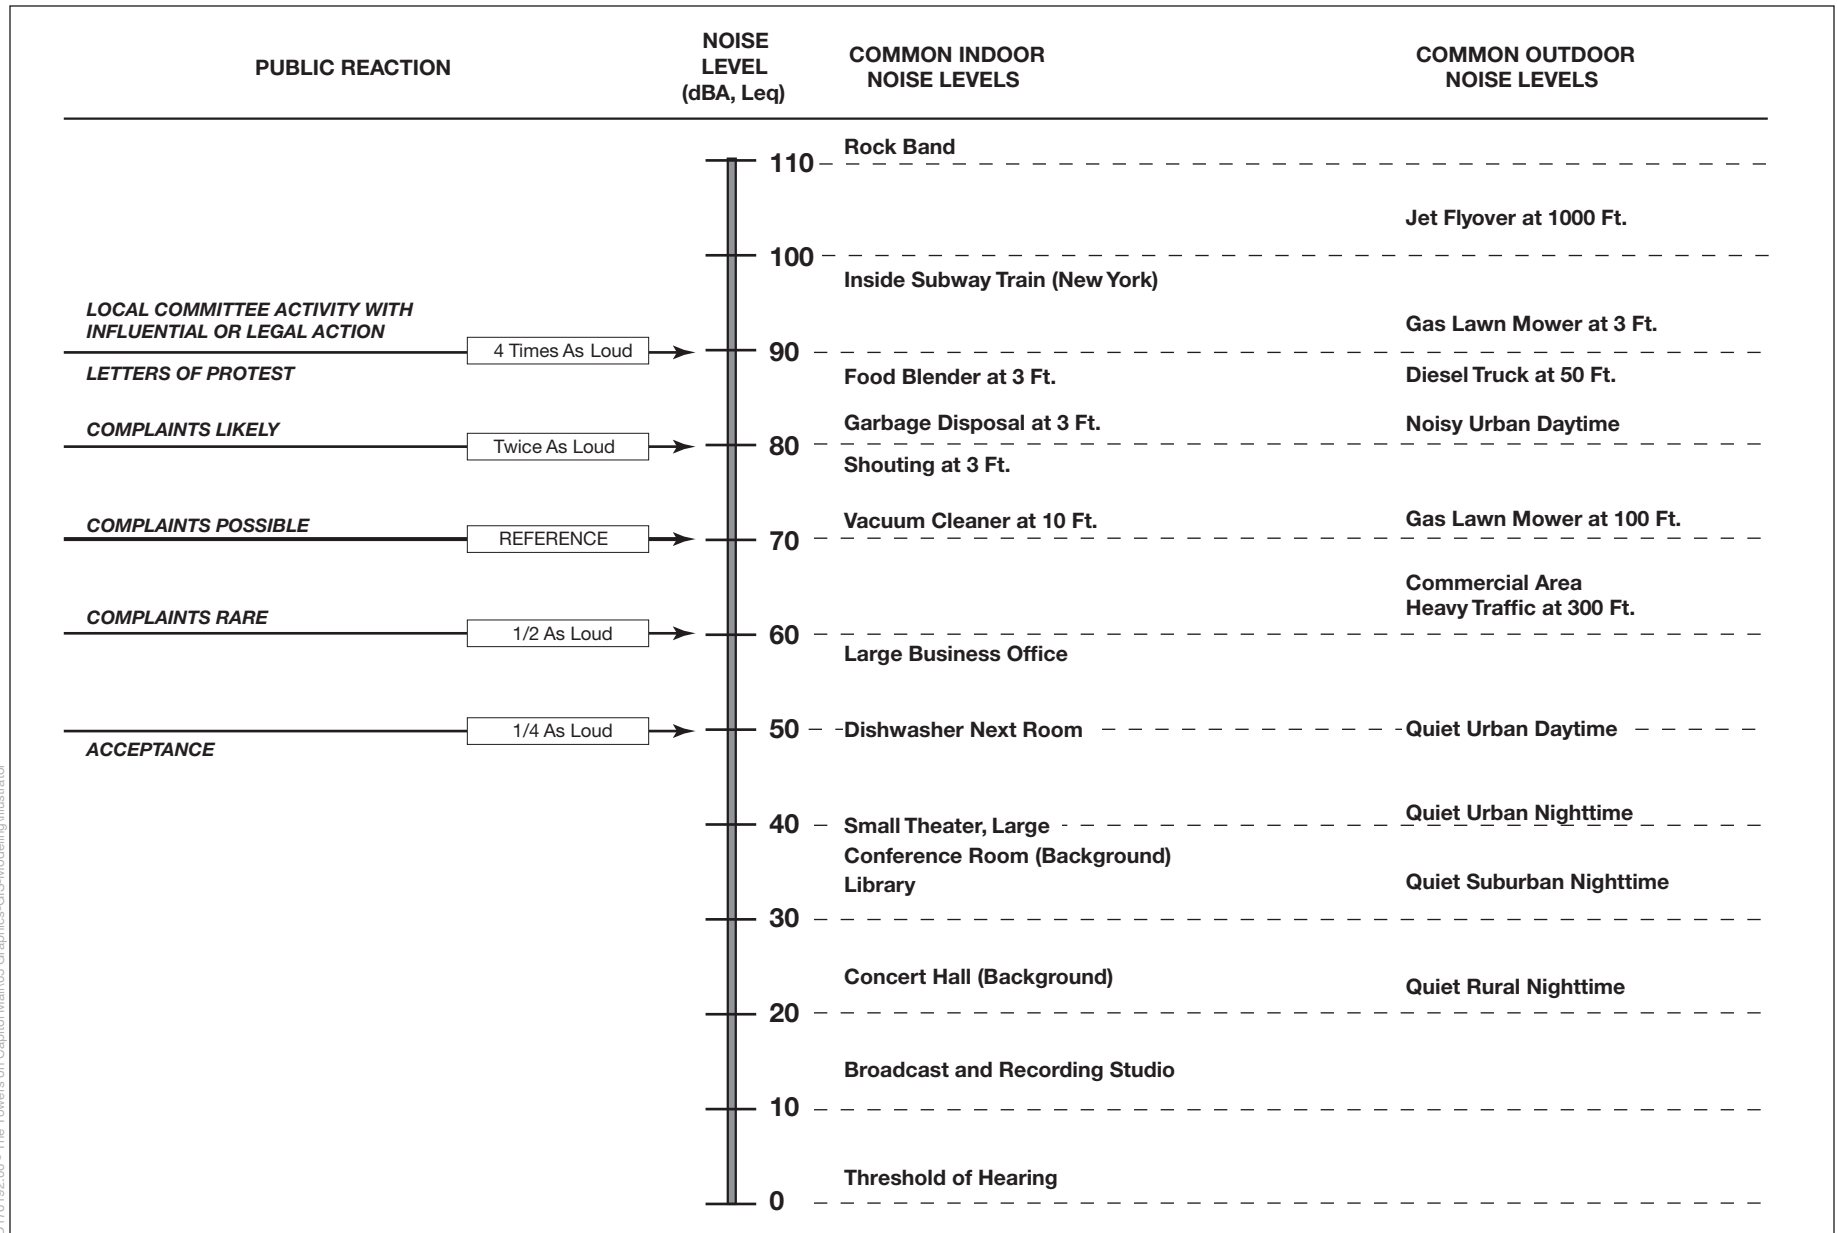 PUBLIC REACTION
NOISE
LEVEL
(dBA, Leq)
COMMON INDOOR
NOISE LEVELS
COMMON OUTDOOR
NOISE LEVELS
110
Rock Band
Jet Flyover at 1000 Ft.
100
Inside Subway Train (New York)
LOCAL COMMITTEE ACTIVITY WITH
INFLUENTIAL OR LEGAL ACTION
Gas Lawn Mower at 3 Ft.
4 Times As Loud
90
LETTERS OF PROTEST
Food Blender at 3 Ft.
Diesel Truck at 50 Ft.
COMPLAINTS LIKELY
Garbage Disposal at 3 Ft.
Noisy Urban Daytime
Twice As Loud
80
Shouting at 3 Ft.
COMPLAINTS POSSIBLE
Vacuum Cleaner at 10 Ft.
Gas Lawn Mower at 100 Ft.
REFERENCE
70
Commercial Area
Heavy Traffic at 300 Ft.
COMPLAINTS RARE
1/2 As Loud
60
Large Business Office
1/4 As Loud
50
Dishwasher Next Room
Quiet Urban Daytime
ACCEPTANCE
Quiet Urban Nighttime
40
Small Theater, Large
Conference Room (Background)
Library
Quiet Suburban Nighttime
30
Concert Hall (Background)
Quiet Rural Nighttime
20
Broadcast and Recording Studio
10
Threshold of Hearing
0